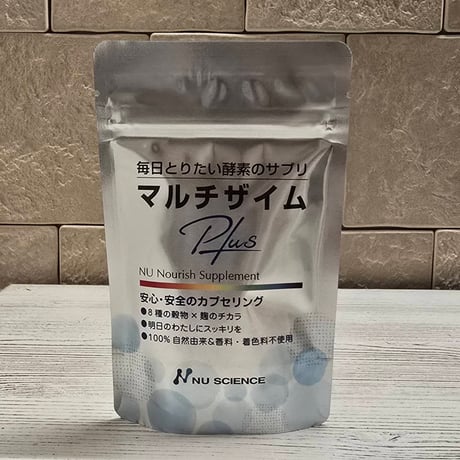 毎日とりたい酵素のサプリ
マルチザイム
Plus
NU Nourish Supplement
安心・安全のカプセリング
●8種の穀物×麹のチカラ
●明日のわたしにスッキリを
●100%自然由来&香料・着色料不使用
NU SCIENCE